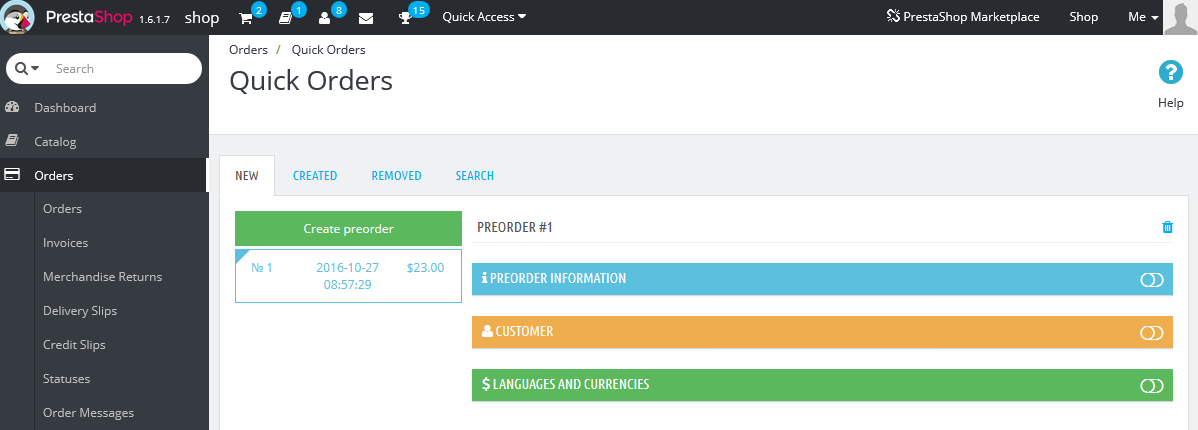 PrestaShop 1.6.1.7 shop 2 1 8 15 Quick Access PrestaShop Marketplace Shop Me
Search
Dashboard
Catalog
Orders
Orders
Invoices
Merchandise Returns
Delivery Slips
Credit Slips
Statuses
Order Messages
Orders / Quick Orders
Quick Orders
?
Help
NEW CREATED REMOVED SEARCH
Create preorder
№ 1 2016-10-27 $23.00
08:57:29
PREORDER #1
i PREORDER INFORMATION
CUSTOMER
$ LANGUAGES AND CURRENCIES